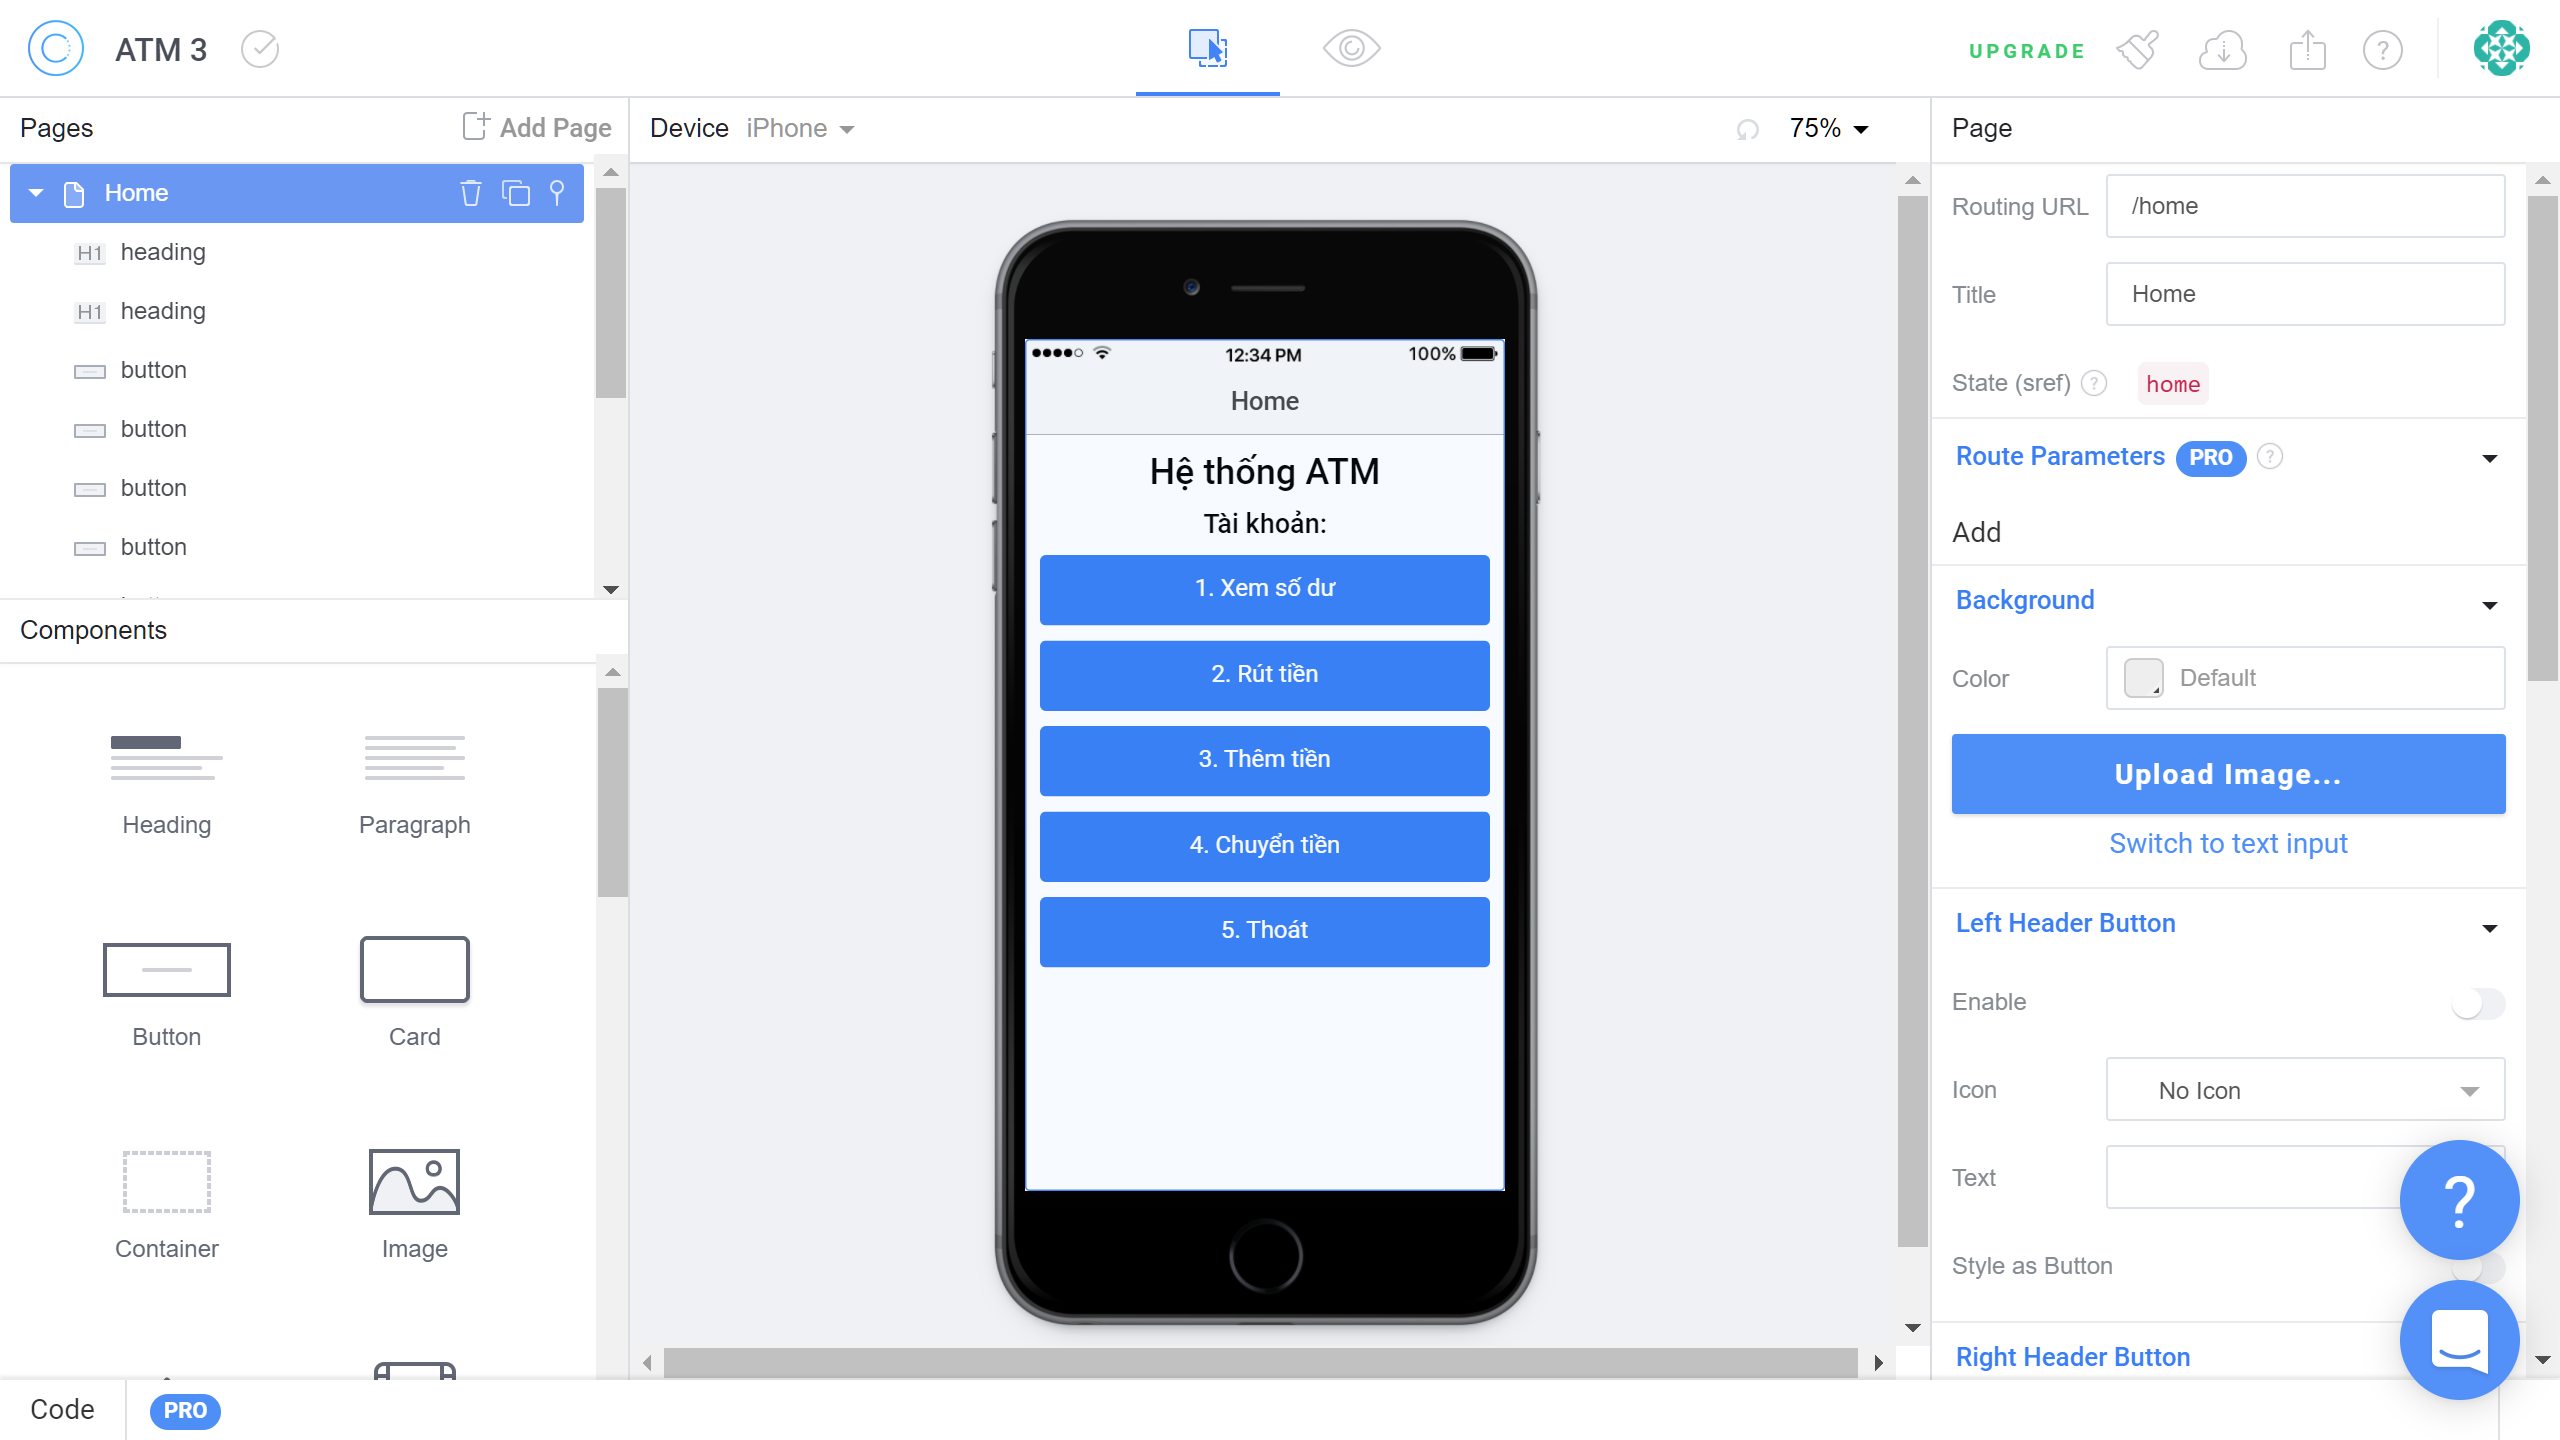 ATM 3
UPGRADE
?
Pages
Add Page
Device iPhone
75%
Page
Home
H1 heading
H1 heading
button
button
button
button
Components
Heading
Paragraph
Button
Card
Container
Image
12:34 PM
100%
Home
Hệ thống ATM
Tài khoản:
1. Xem số dư
2. Rút tiền
3. Thêm tiền
4. Chuyển tiền
5. Thoát
Routing URL /home
Title Home
State (sref) ? home
Route Parameters PRO ?
Add
Background
Color Default
Upload Image...
Switch to text input
Left Header Button
Enable
Icon No Icon
Text
?
Style as Button
Right Header Button
Code PRO